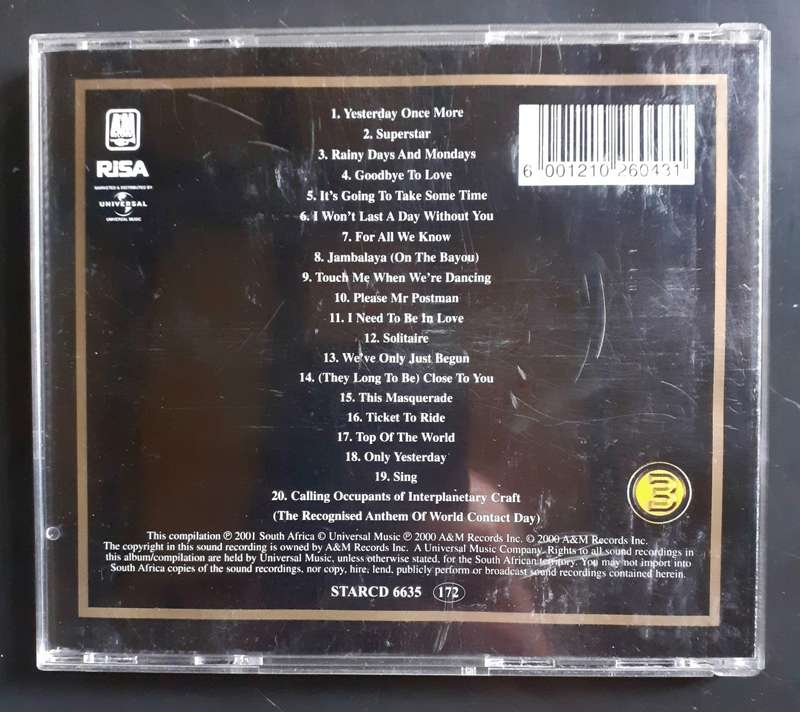 A&M
RECORDS
RISA
MARKETED & DISTRIBUTED BY:
UNIVERSAL
UNIVERSAL MUSIC
1. Yesterday Once More
2. Superstar
3. Rainy Days And Mondays
4. Goodbye To Love
5. It's Going To Take Some Time
6. I Won't Last A Day Without You
7. For All We Know
8. Jambalaya (On The Bayou)
9. Touch Me When We're Dancing
10. Please Mr Postman
11. I Need To Be In Love
12. Solitaire
13. We've Only Just Begun
14. (They Long To Be) Close To You
15. This Masquerade
16. Ticket To Ride
17. Top Of The World
18. Only Yesterday
19. Sing
20. Calling Occupants of Interplanetary Craft
(The Recognised Anthem Of World Contact Day)
6 001210 260431
This compilation ℗ 2001 South Africa © Universal Music ℗ 2000 A&M Records Inc. © 2000 A&M Records Inc.
The copyright in this sound recording is owned by A&M Records Inc. A Universal Music Company. Rights to all sound recordings in
this album/compilation are held by Universal Music, unless otherwise stated, for the South African territory. You may not import into
South Africa copies of the sound recordings, nor copy, hire, lend, publicly perform or broadcast sound recordings contained herein.
STARCD 6635 172